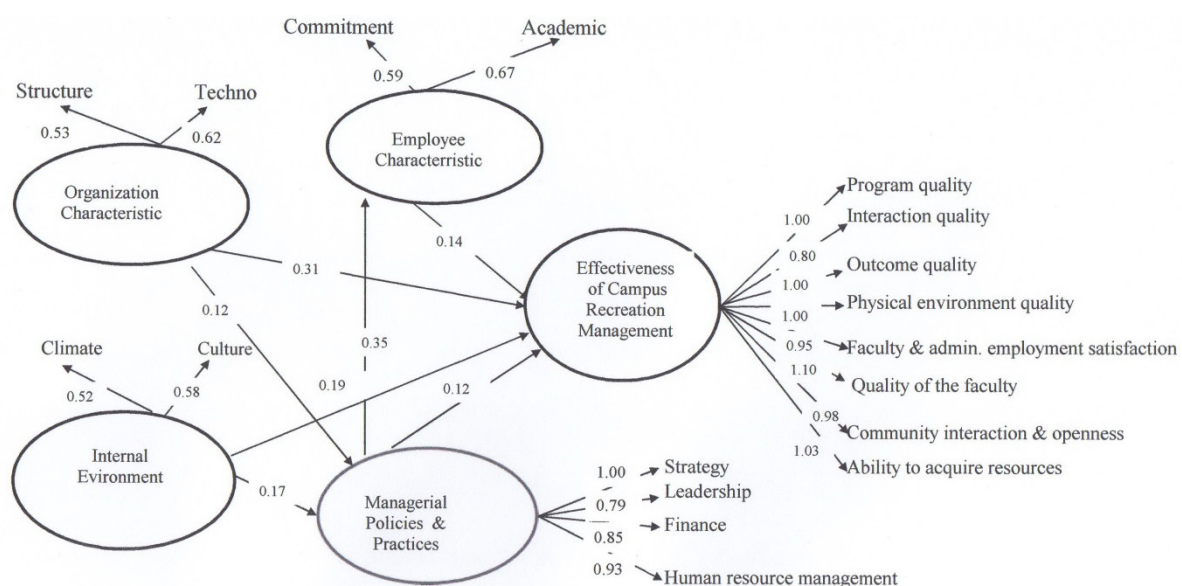 Commitment
Academic
0.59
0.67
Structure
Techno
0.53
0.62
Employee
Characterristic
Organization
Characteristic
0.14
0.31
0.12
Effectiveness
of Campus
Recreation
Management
Program quality
1.00
Interaction quality
0.80
Outcome quality
1.00
Physical environment quality
1.00
Faculty & admin. employment satisfaction
0.95
Quality of the faculty
1.10
Community interaction & openness
0.98
Ability to acquire resources
1.03
Climate
Culture
0.52
0.58
0.35
0.19
0.12
Internal
Evironment
0.17
Managerial
Policies &
Practices
1.00
Strategy
0.79
Leadership
Finance
0.85
0.93
Human resource management